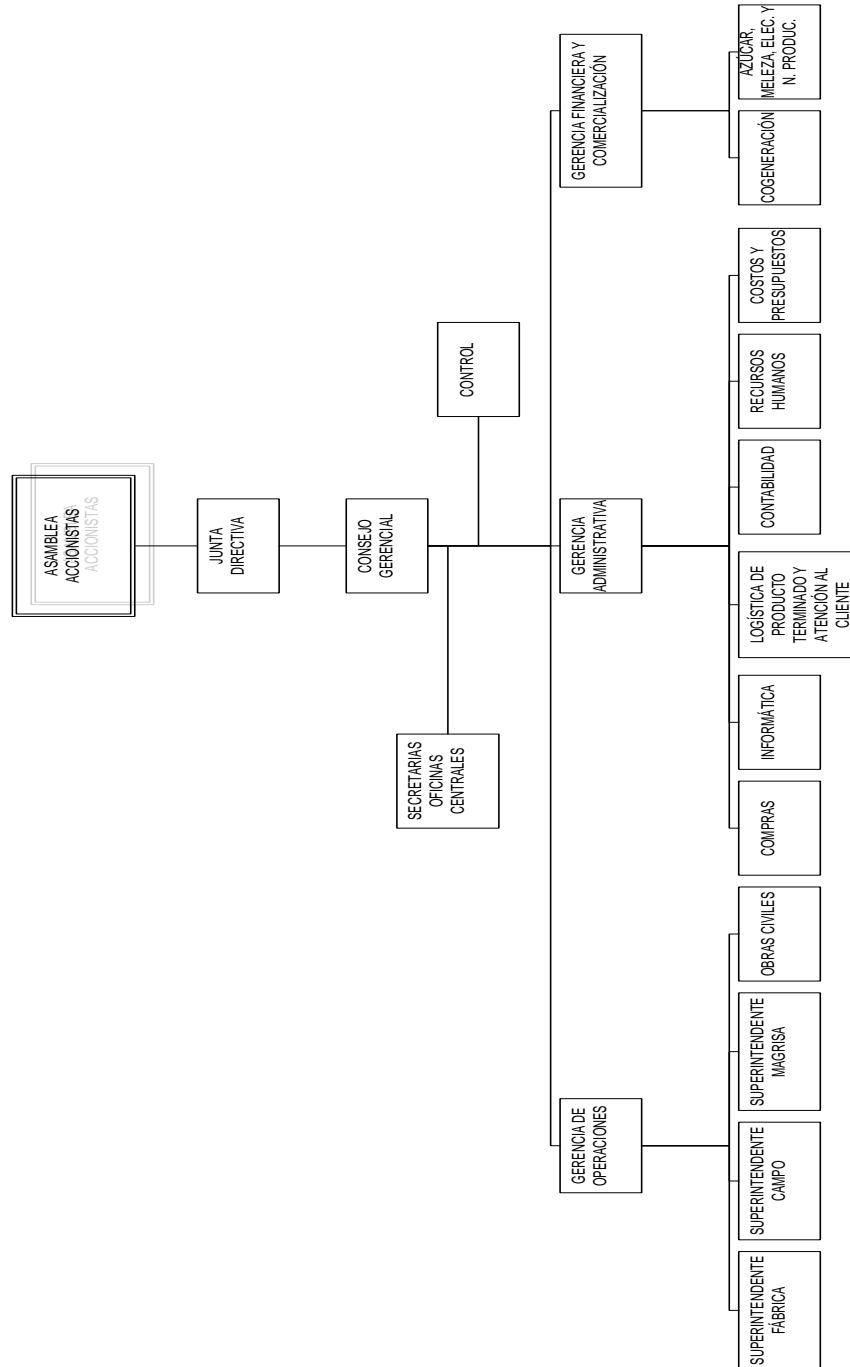 ASAMBLEA
ACCIONISTAS
ACCIONISTAS
JUNTA
DIRECTIVA
CONSEJO
GERENCIAL
SECRETARIAS
OFICINAS
CENTRALES
CONTROL
GERENCIA DE
OPERACIONES
GERENCIA
ADMINISTRATIVA
GERENCIA FINANCIERA Y
COMERCIALIZACIÓN
SUPERINTENDENTE
FÁBRICA
SUPERINTENDENTE
CAMPO
SUPERINTENDENTE
MAGRISA
OBRAS CIVILES
COMPRAS
INFORMÁTICA
LOGÍSTICA DE
PRODUCTO
TERMINADO Y
ATENCIÓN AL
CLIENTE
CONTABILIDAD
RECURSOS
HUMANOS
COSTOS Y
PRESUPUESTOS
COGENERACIÓN
AZÚCAR,
MELEZA, ELEC. Y
N. PRODUC.